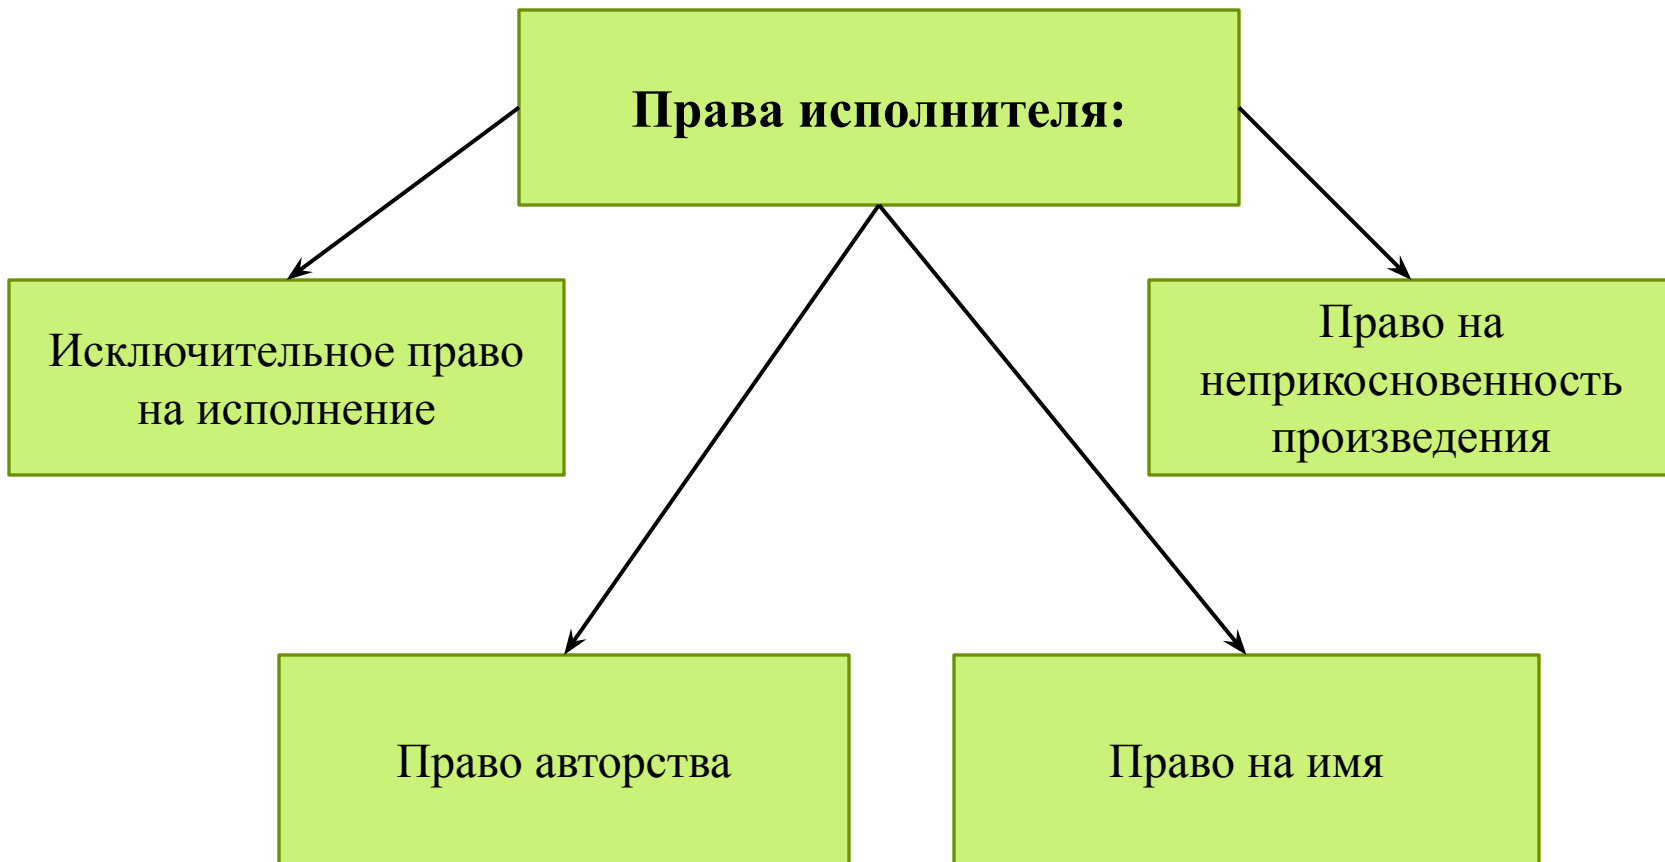 Права исполнителя:
Исключительное право
на исполнение
Право на
неприкосновенность
произведения
Право авторства
Право на имя